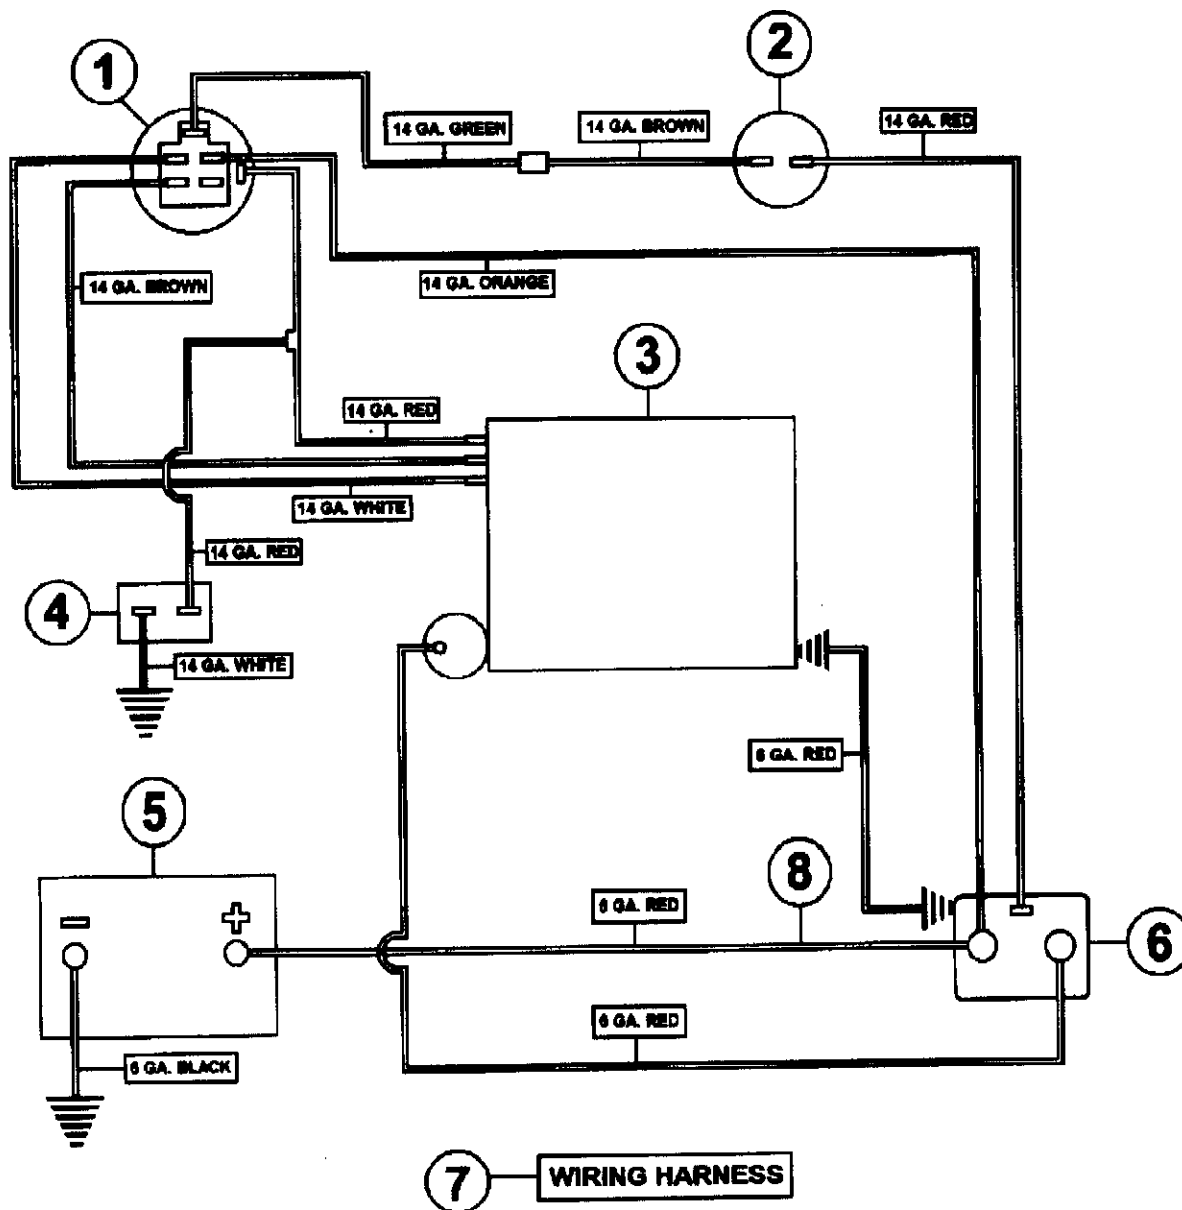 1
2
14 GA. GREEN
14 GA. BROWN
14 GA. RED
14 GA. BROWN
14 GA. ORANGE
3
14 GA. RED
14 GA. WHITE
14 GA. RED
4
14 GA. WHITE
6 GA. RED
5
8
6 GA. RED
- +
6
6 GA. RED
6 GA. BLACK
7 WIRING HARNESS